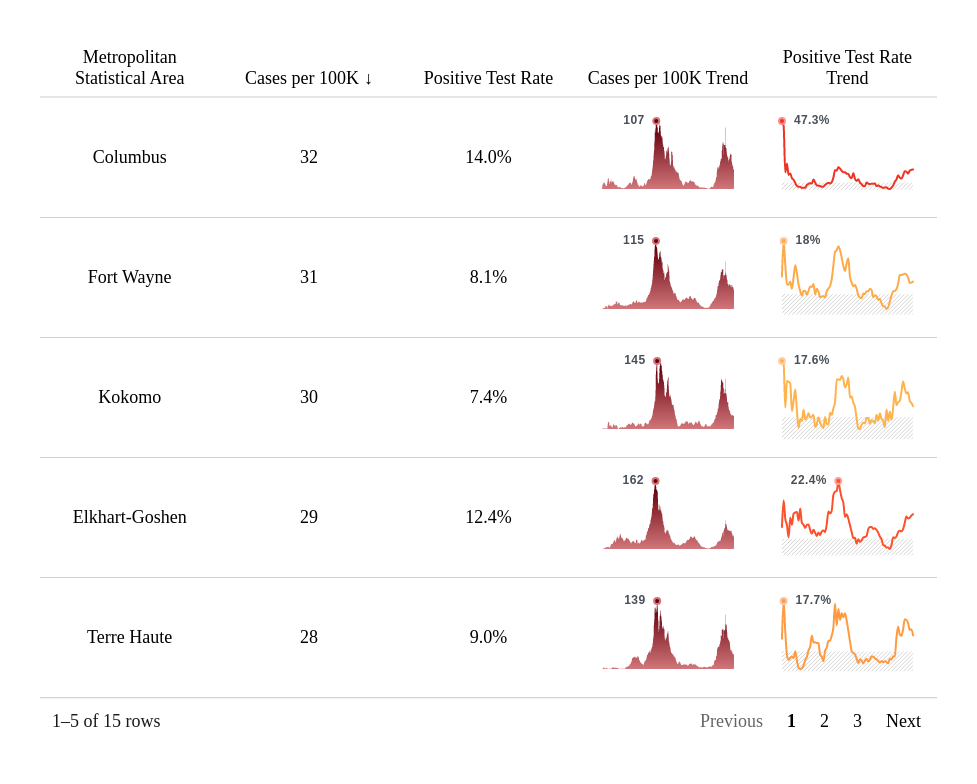 Metropolitan
Statistical Area
Cases per 100K ↓
Positive Test Rate
Cases per 100K Trend
Positive Test Rate
Trend
Columbus 32 14.0% 107 47.3%
Fort Wayne 31 8.1% 115 18%
Kokomo 30 7.4% 145 17.6%
Elkhart-Goshen 29 12.4% 162 22.4%
Terre Haute 28 9.0% 139 17.7%
1–5 of 15 rows Previous 1 2 3 Next